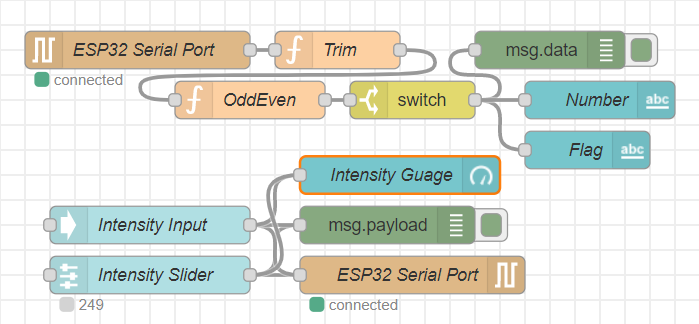 ESP32 Serial Port
Trim
msg.data
connected
OddEven
switch
Number
abc
Flag
abc
Intensity Guage
Intensity Input
msg.payload
Intensity Slider
ESP32 Serial Port
249
connected